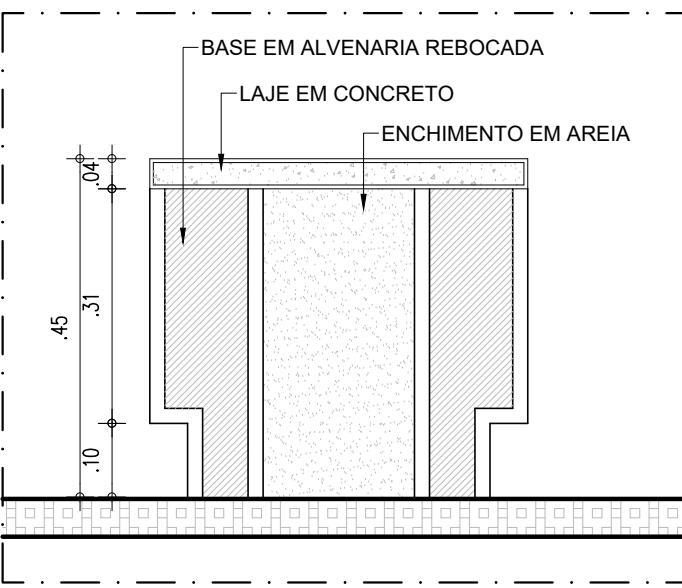 BASE EM ALVENARIA REBOCADA
LAJE EM CONCRETO
ENCHIMENTO EM AREIA
.04
.31
.45
.10